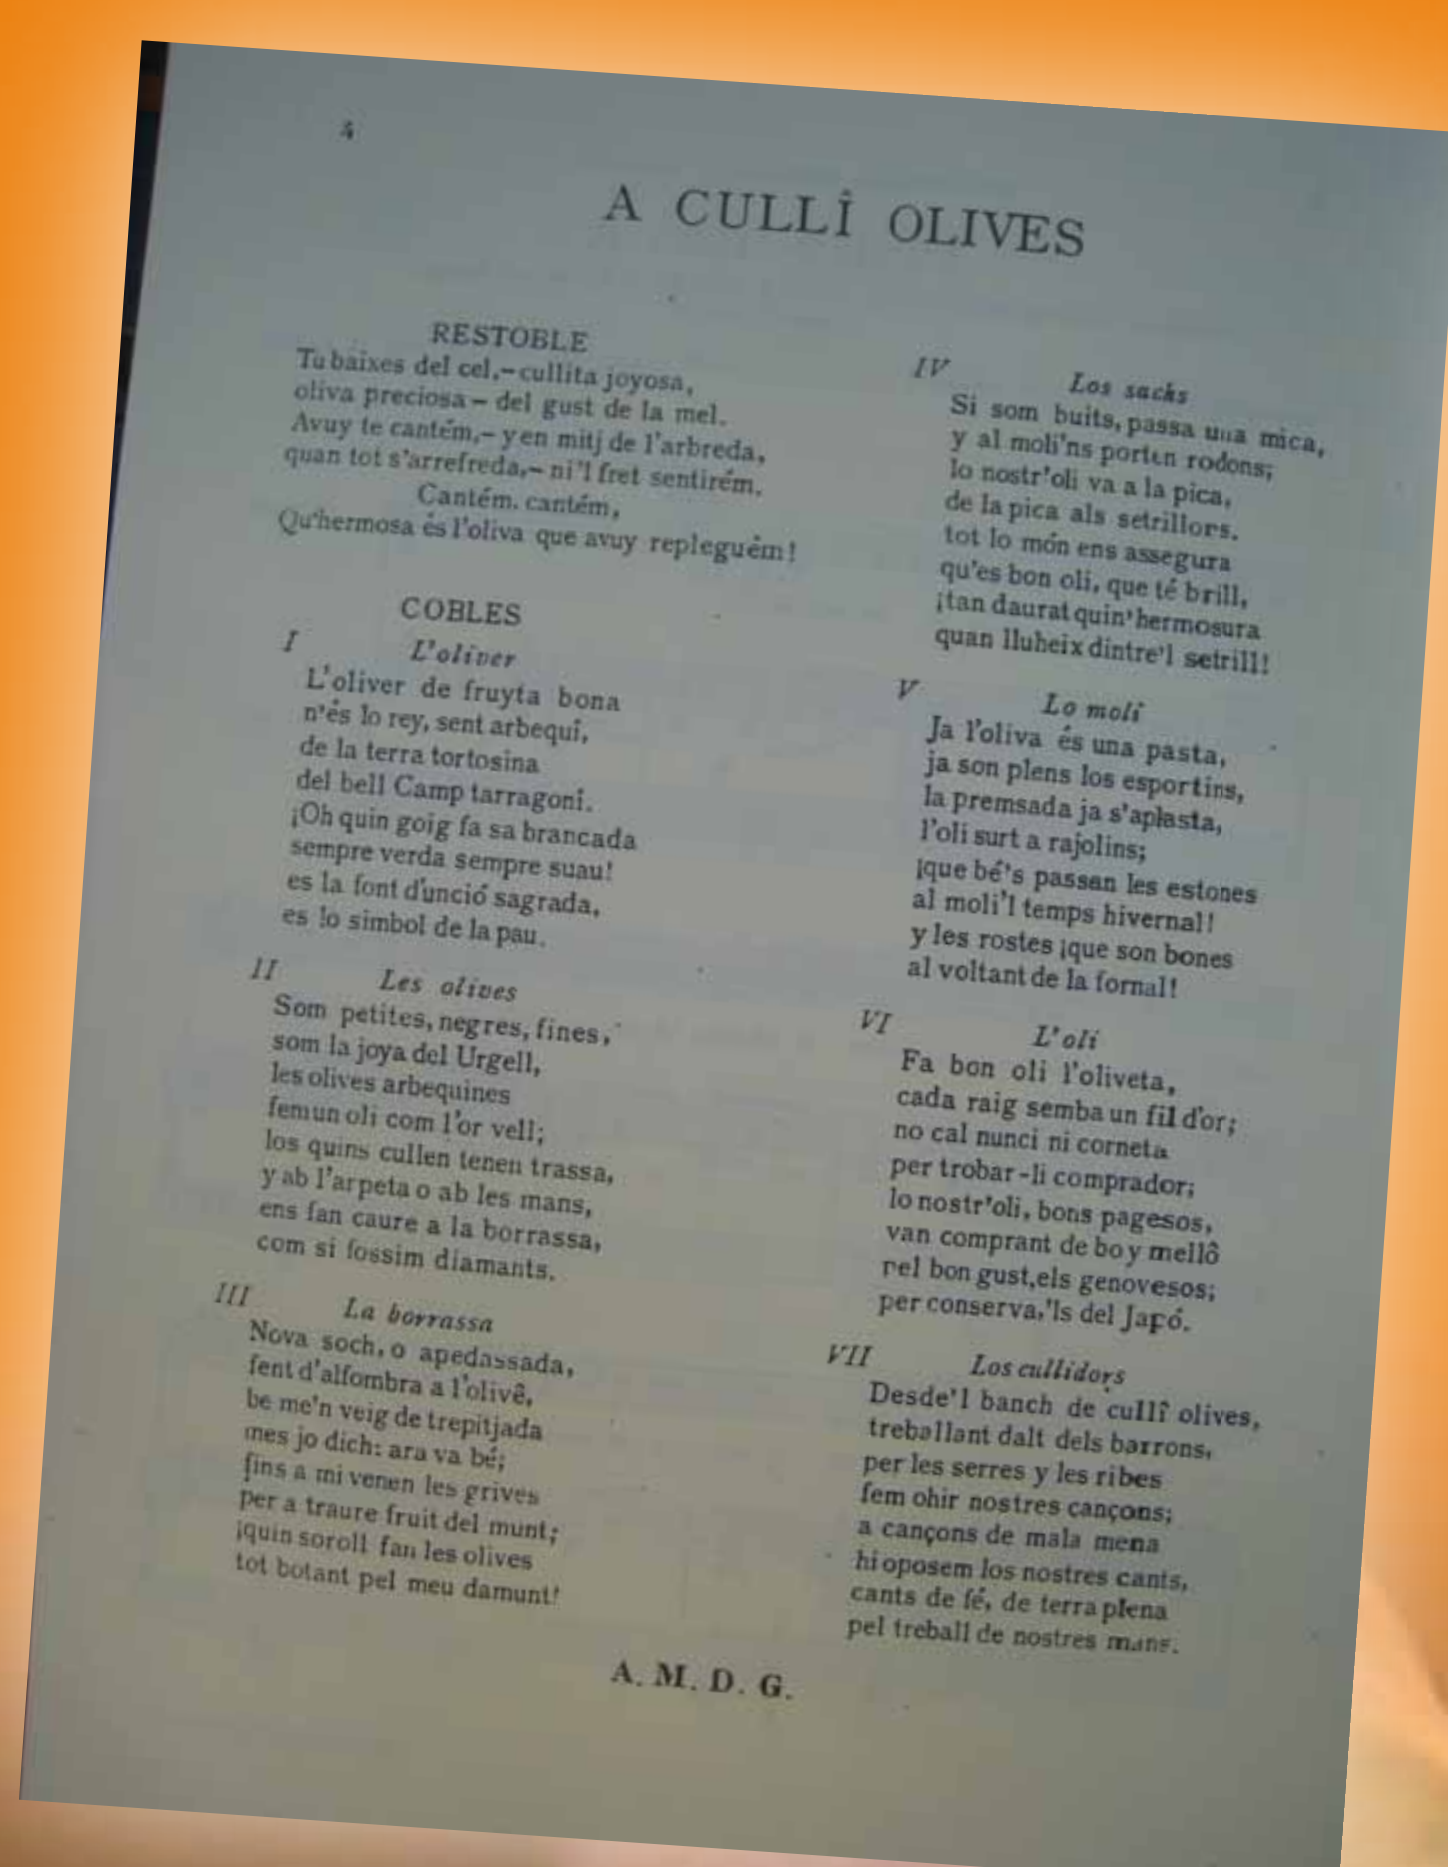 4
A CULLÎ OLIVES
RESTOBLE
Tu baixes del cel,–cullita joyosa,
oliva preciosa – del gust de la mel.
Avuy te cantém,– y en mitj de l'arbreda,
quan tot s'arrefreda,– ni'l fret sentirém.
Cantém, cantém,
Qu'hermosa és l'oliva que avuy repleguém!
COBLES
I L'oliver
L'oliver de fruyta bona
n'és lo rey, sent arbequí,
de la terra tortosina
del bell Camp tarragoní.
¡Oh quin goig fa sa brancada
sempre verda sempre suau!
es la font d'unció sagrada,
es lo simbol de la pau.
II Les olives
Som petites, negres, fines,
som la joya del Urgell,
les olives arbequines
fem un oli com l'or vell;
los quins cullen tenen trassa,
y ab l'arpeta o ab les mans,
ens fan caure a la borrassa,
com si fossim diamants.
III La borrassa
Nova soch, o apedassada,
fent d'alfombra a l'olivê,
be me'n veig de trepitjada
mes jo dich: ara va bé;
fins a mi venen les grives
per a traure fruit del munt;
¡quin soroll fan les olives
tot botant pel meu damunt!
IV Los sachs
Si som buits, passa una mica,
y al moli'ns porten rodons;
lo nostr'oli va a la pica,
de la pica als setrillors.
tot lo món ens assegura
qu'es bon oli, que té brill,
¡tan daurat quin'hermosura
quan lluheix dintre'l setrill!
V Lo molí
Ja l'oliva és una pasta,
ja son plens los esportins,
la premsada ja s'aplasta,
l'oli surt a rajolins;
¡que bé's passan les estones
al moli'l temps hivernal!
y les rostes ¡que son bones
al voltant de la fornal!
VI L'oli
Fa bon oli l'oliveta,
cada raig semba un fil d'or;
no cal nunci ni corneta
per trobar-li comprador;
lo nostr'oli, bons pagesos,
van comprant de bo y mellô
pel bon gust, els genovesos;
per conserva,'ls del Japó.
VII Los cullidors
Desde'l banch de cullî olives,
treballant dalt dels barrons,
per les serres y les ribes
fem ohir nostres cançons;
a cançons de mala mena
hi oposem los nostres cants,
cants de fé, de terra plena
pel treball de nostres mans.
A. M. D. G.